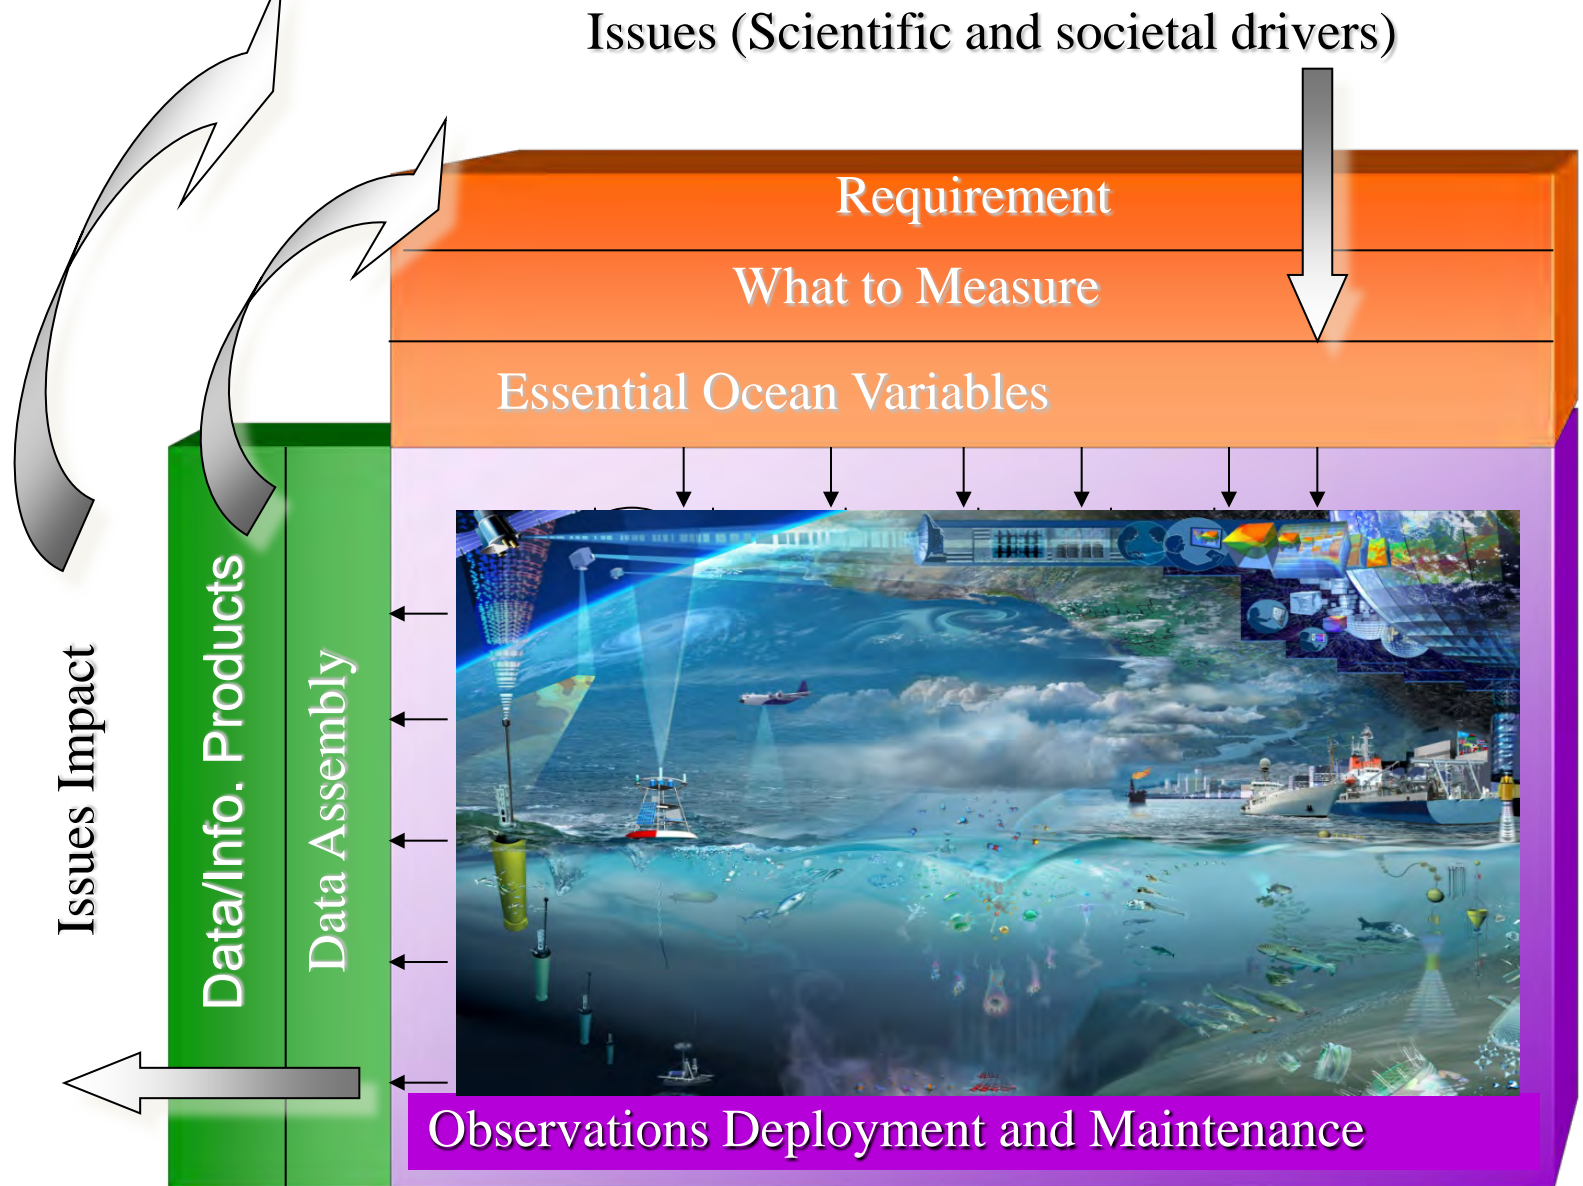 Issues (Scientific and societal drivers)
Requirement
What to Measure
Essential Ocean Variables
Issues Impact
Data/Info. Products
Data Assembly
Observations Deployment and Maintenance